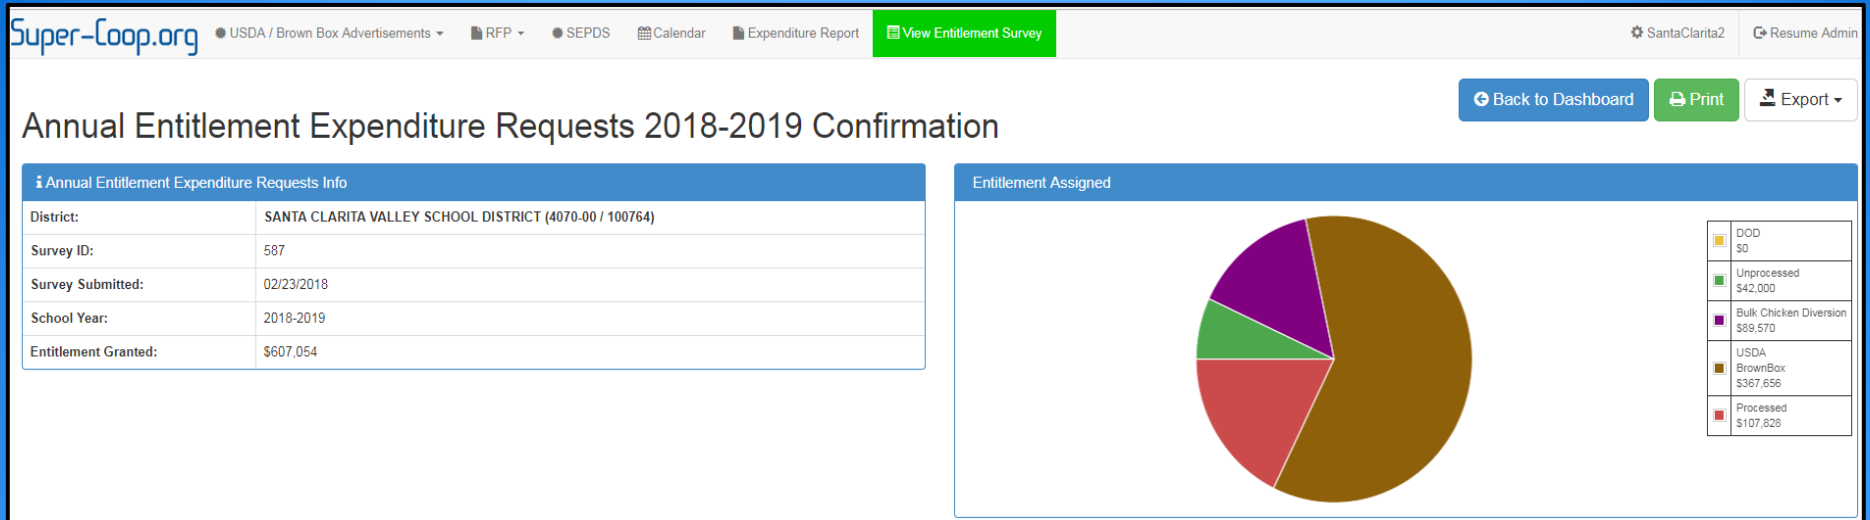 Super-Coop.org
USDA / Brown Box Advertisements
RFP
SEPDS
Calendar
Expenditure Report
View Entitlement Survey
SantaClarita2
Resume Admin
Back to Dashboard
Print
Export
Annual Entitlement Expenditure Requests 2018-2019 Confirmation
Annual Entitlement Expenditure Requests Info
District: SANTA CLARITA VALLEY SCHOOL DISTRICT (4070-00 / 100764)
Survey ID: 587
Survey Submitted: 02/23/2018
School Year: 2018-2019
Entitlement Granted: $607,054
Entitlement Assigned
DOD
$0
Unprocessed
$42,000
Bulk Chicken Diversion
$89,570
USDA
BrownBox
$367,656
Processed
$107,828